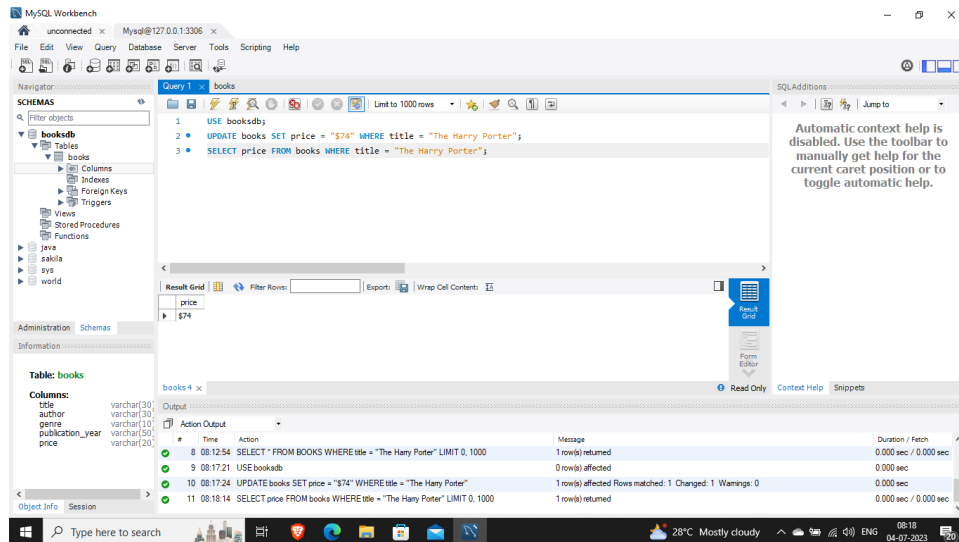 MySQL Workbench
unconnected × Mysql@127.0.0.1:3306 ×
File Edit View Query Database Server Tools Scripting Help
Navigator
SCHEMAS
Filter objects
booksdb
Tables
books
Columns
Indexes
Foreign Keys
Triggers
Views
Stored Procedures
Functions
java
sakila
sys
world
Administration Schemas
Information
Table: books
Columns:
title varchar(30)
author varchar(30)
genre varchar(10)
publication_year varchar(50)
price varchar(20)
Object Info Session
Query 1 × books
Limit to 1000 rows
1 USE booksdb;
2 UPDATE books SET price = "$74" WHERE title = "The Harry Porter";
3 SELECT price FROM books WHERE title = "The Harry Porter";
Result Grid Filter Rows: Export: Wrap Cell Content:
price
$74
Result Grid
Form Editor
books 4 × Read Only
SQLAdditions
Jump to
Automatic context help is
disabled. Use the toolbar to
manually get help for the
current caret position or to
toggle automatic help.
Context Help Snippets
Output
Action Output
# Time Action Message Duration / Fetch
8 08:12:54 SELECT * FROM BOOKS WHERE title = "The Harry Porter" LIMIT 0, 1000 1 row(s) returned 0.000 sec / 0.000 sec
9 08:17:21 USE booksdb 0 row(s) affected 0.000 sec
10 08:17:24 UPDATE books SET price = "$74" WHERE title = "The Harry Porter" 1 row(s) affected Rows matched: 1 Changed: 1 Warnings: 0 0.000 sec
11 08:18:14 SELECT price FROM books WHERE title = "The Harry Porter" LIMIT 0, 1000 1 row(s) returned 0.000 sec / 0.000 sec
Type here to search
28°C Mostly cloudy
ENG
08:18
04-07-2023
20